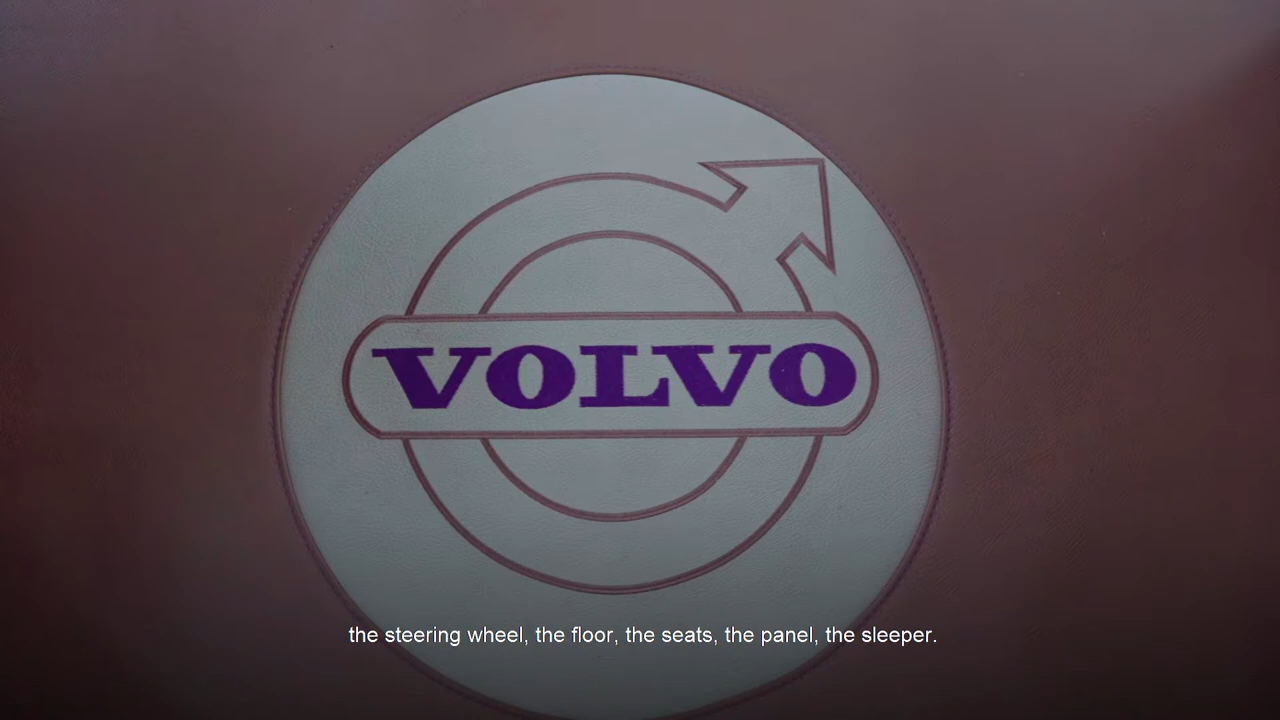 VOLVO
the steering wheel, the floor, the seats, the panel, the sleeper.